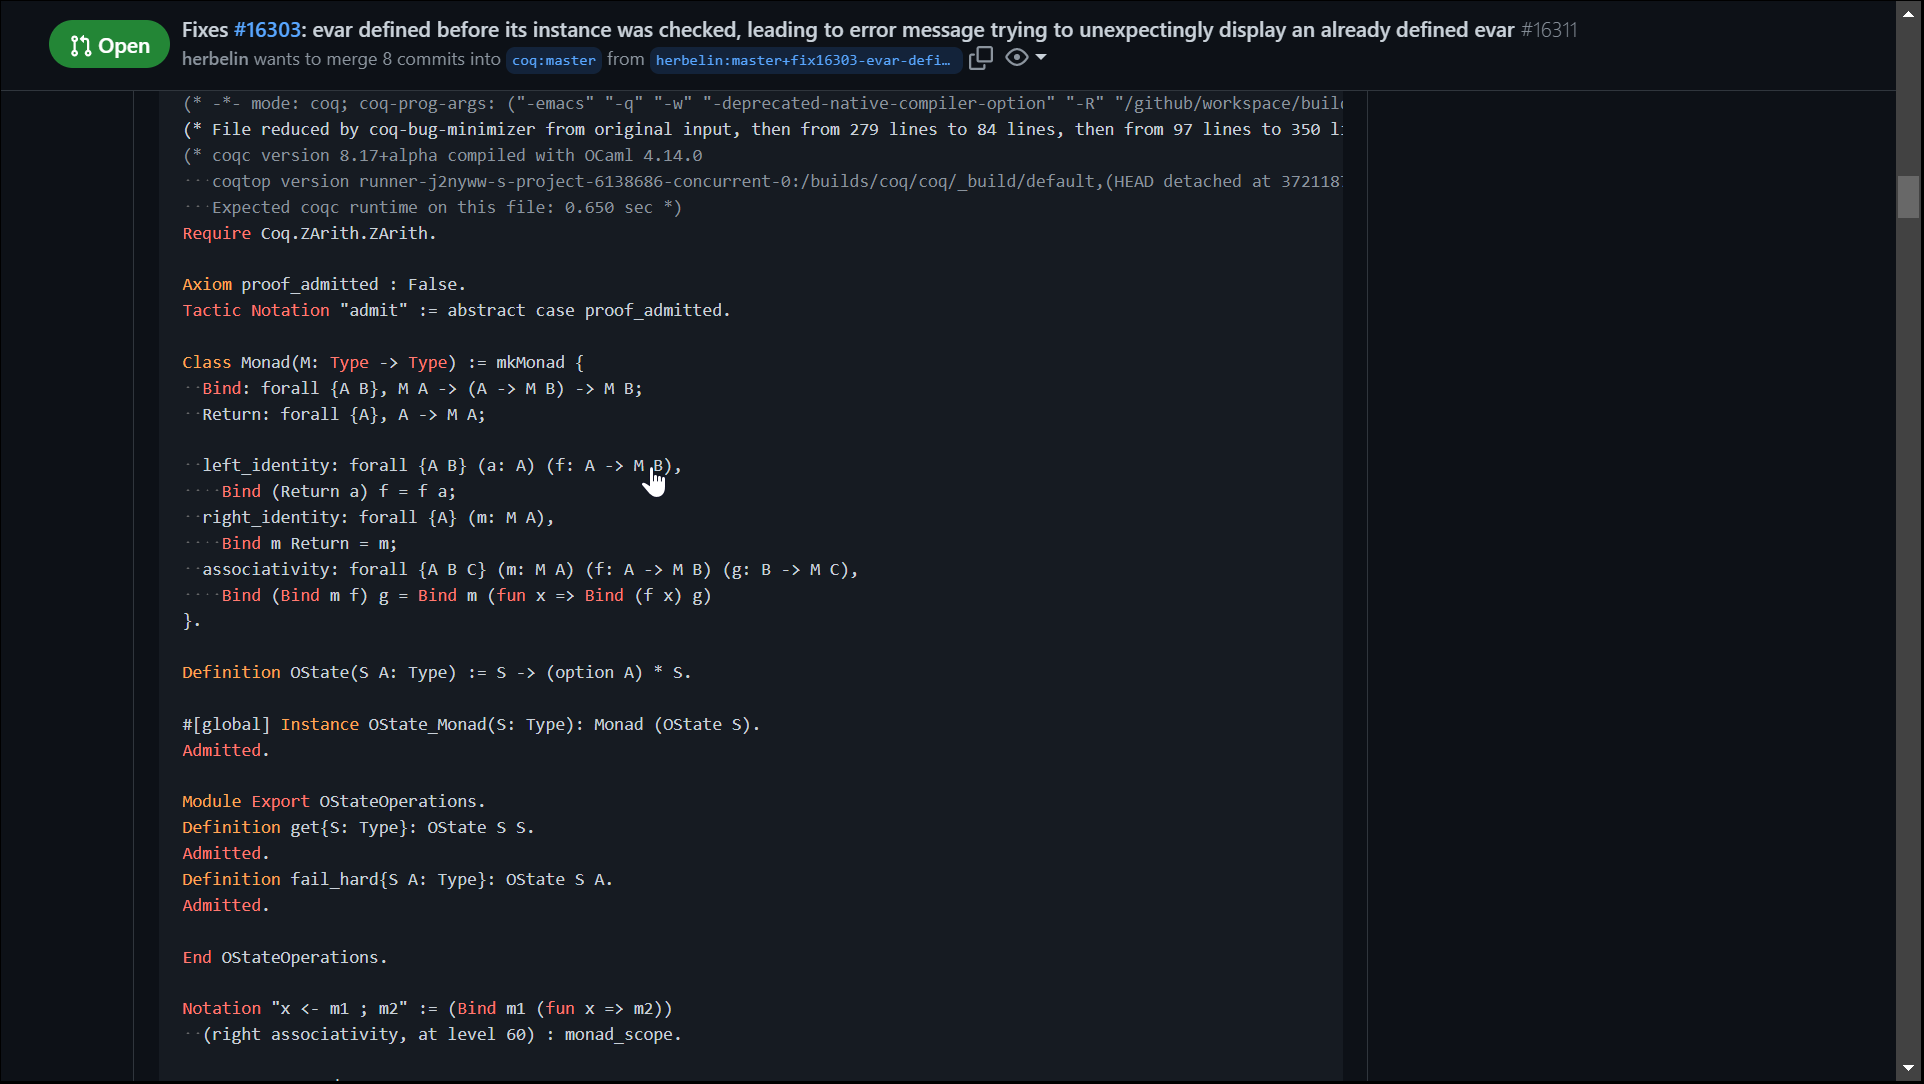 Open
Fixes #16303: evar defined before its instance was checked, leading to error message trying to unexpectingly display an already defined evar #16311
herbelin wants to merge 8 commits into coq:master from herbelin:master+fix16303-evar-defi…
(* -*- mode: coq; coq-prog-args: ("-emacs" "-q" "-w" "-deprecated-native-compiler-option" "-R" "/github/workspace/build
(* File reduced by coq-bug-minimizer from original input, then from 279 lines to 84 lines, then from 97 lines to 350 li
(* coqc version 8.17+alpha compiled with OCaml 4.14.0
   coqtop version runner-j2nyww-s-project-6138686-concurrent-0:/builds/coq/coq/_build/default,(HEAD detached at 3721187
   Expected coqc runtime on this file: 0.650 sec *)
Require Coq.ZArith.ZArith.
Axiom proof_admitted : False.
Tactic Notation "admit" := abstract case proof_admitted.
Class Monad(M: Type -> Type) := mkMonad {
  Bind: forall {A B}, M A -> (A -> M B) -> M B;
  Return: forall {A}, A -> M A;
  left_identity: forall {A B} (a: A) (f: A -> M B),
    Bind (Return a) f = f a;
  right_identity: forall {A} (m: M A),
    Bind m Return = m;
  associativity: forall {A B C} (m: M A) (f: A -> M B) (g: B -> M C),
    Bind (Bind m f) g = Bind m (fun x => Bind (f x) g)
}.
Definition OState(S A: Type) := S -> (option A) * S.
#[global] Instance OState_Monad(S: Type): Monad (OState S).
Admitted.
Module Export OStateOperations.
Definition get{S: Type}: OState S S.
Admitted.
Definition fail_hard{S A: Type}: OState S A.
Admitted.
End OStateOperations.
Notation "x <- m1 ; m2" := (Bind m1 (fun x => m2))
  (right associativity, at level 60) : monad_scope.